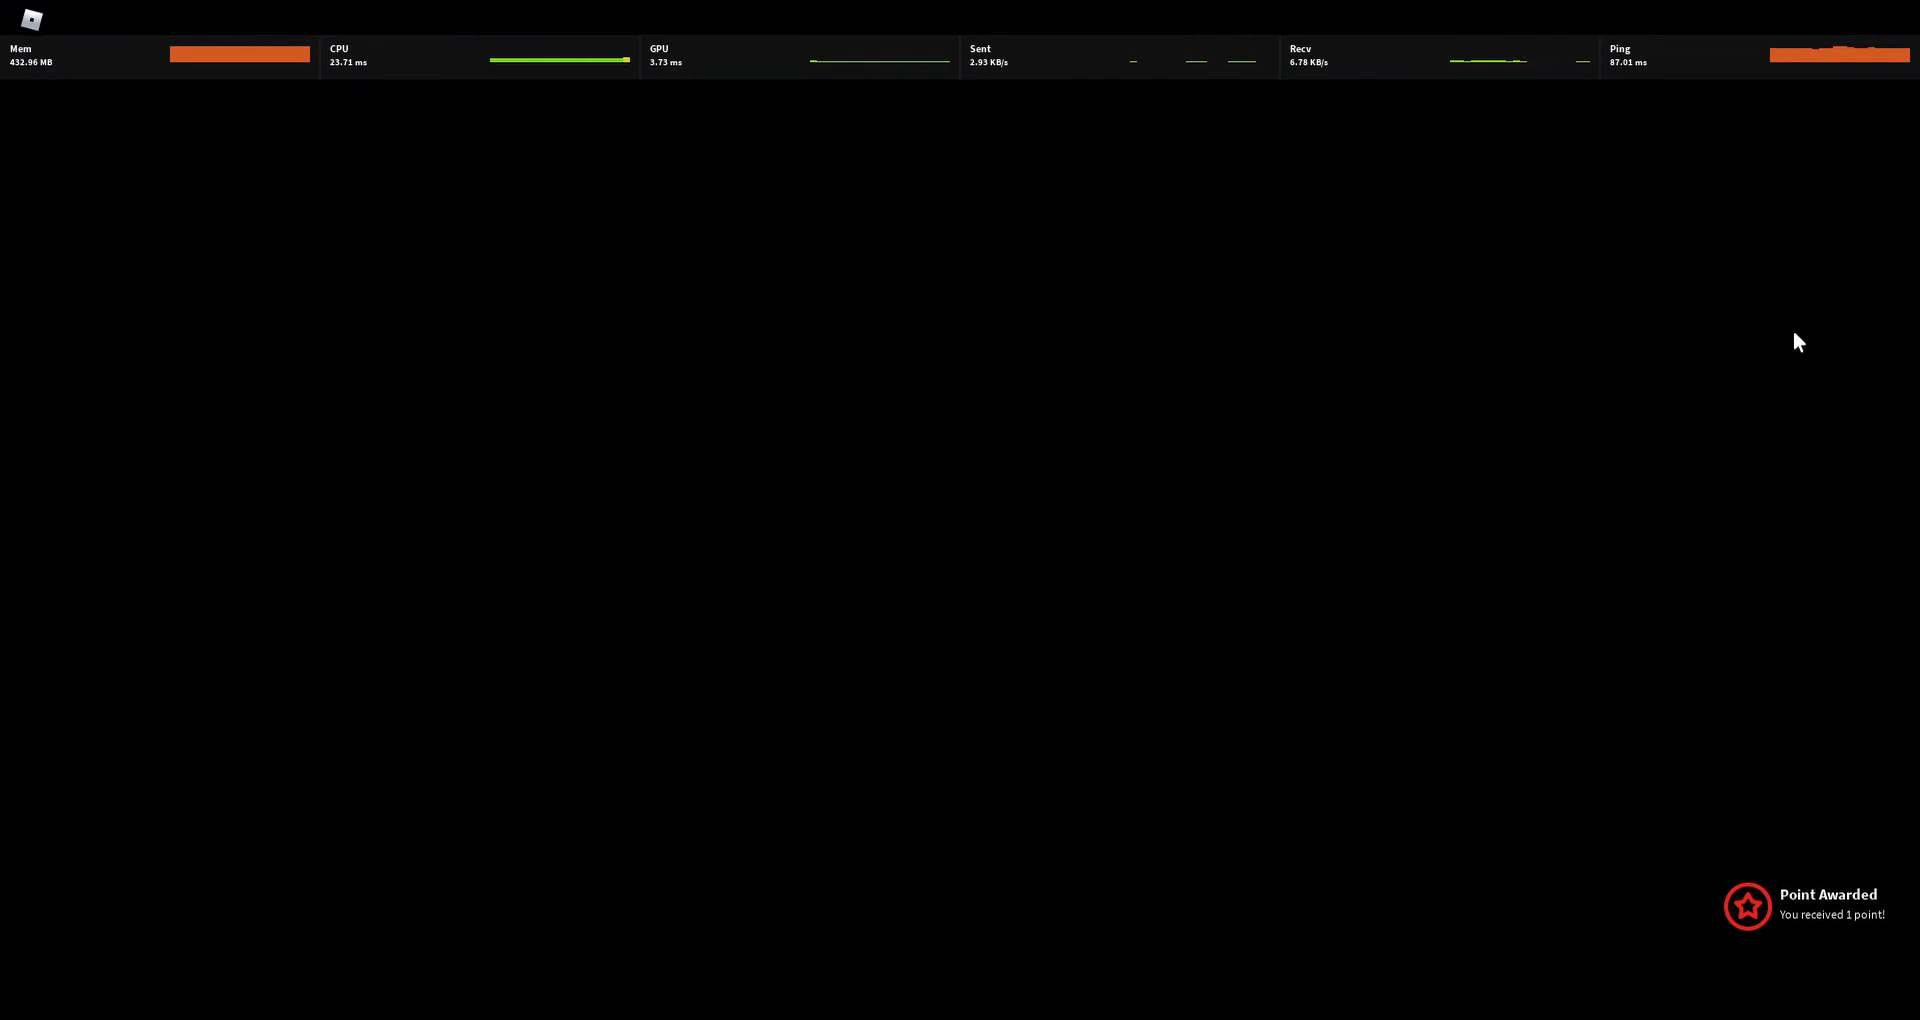 Mem
432.96 MB
CPU
23.71 ms
GPU
3.73 ms
Sent
2.93 KB/s
Recv
6.78 KB/s
Ping
87.01 ms
Point Awarded
You received 1 point!